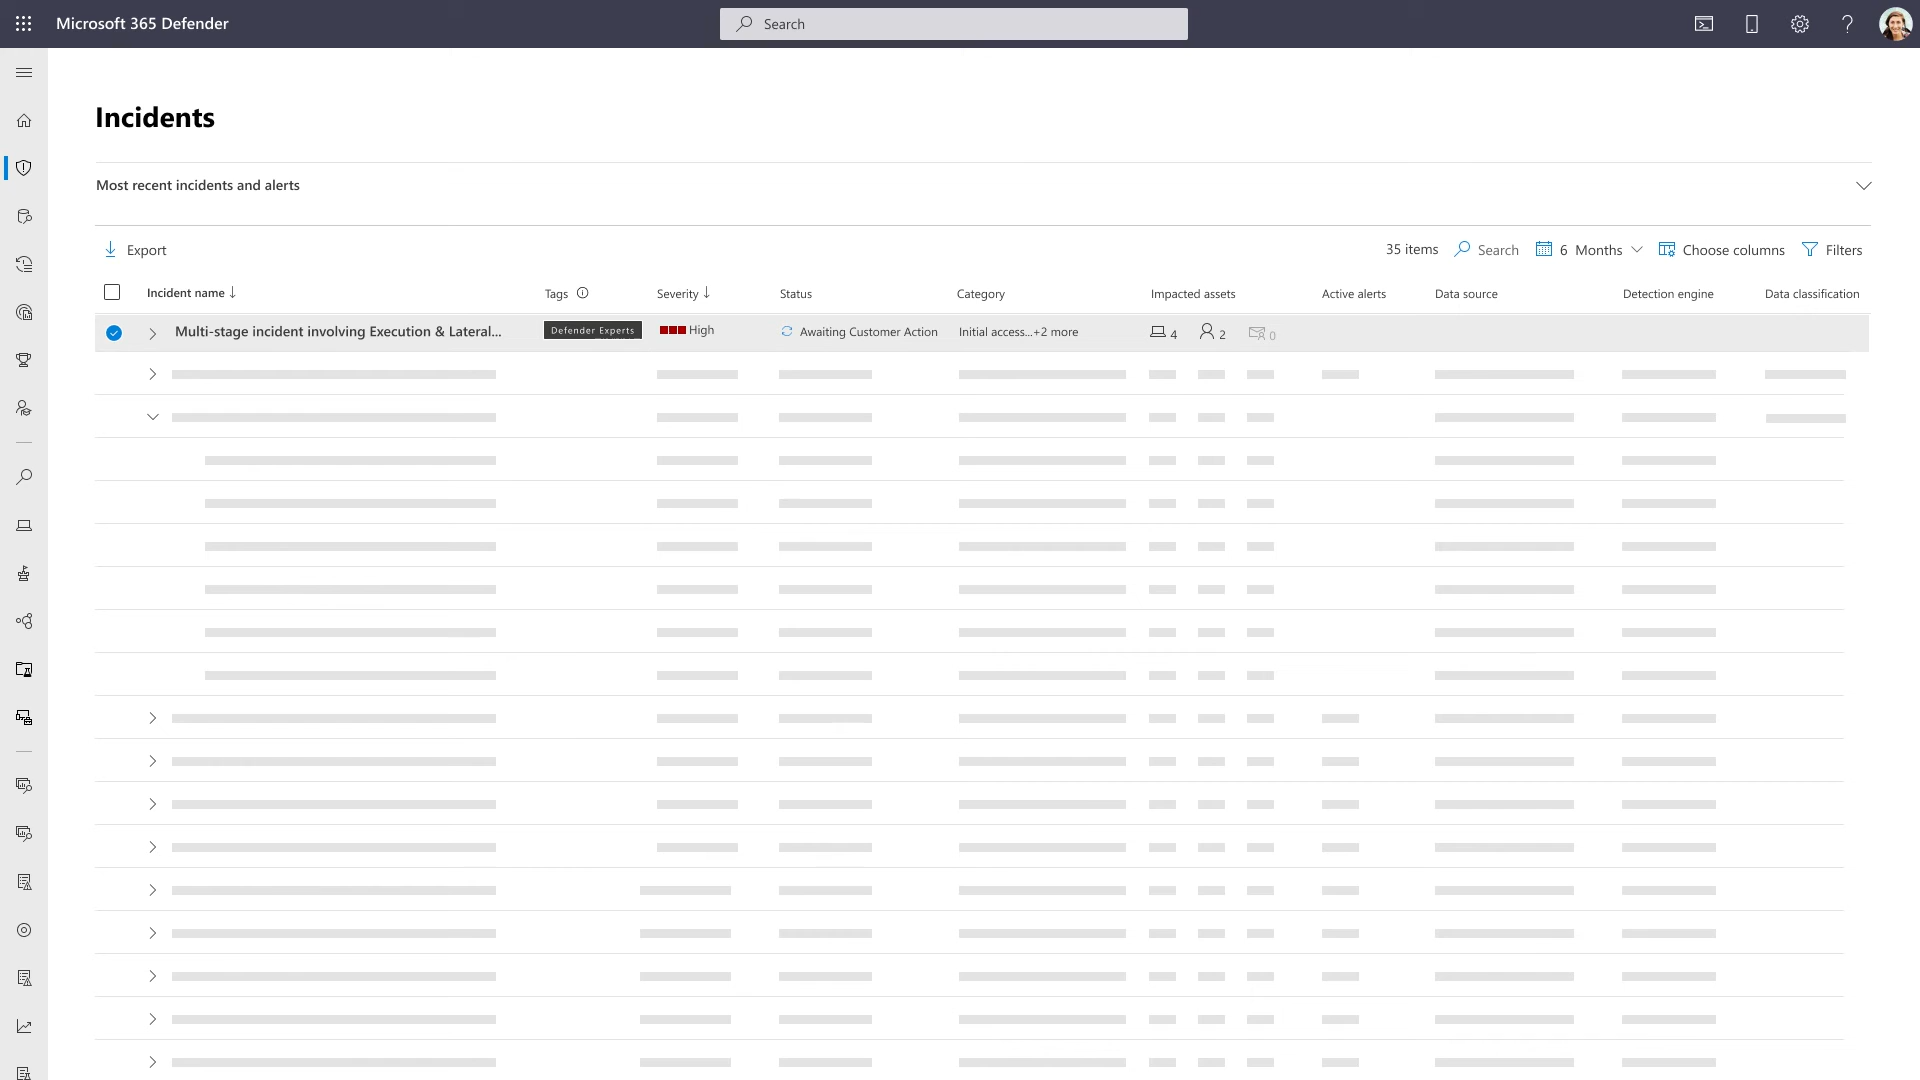 Microsoft 365 Defender
Search
Incidents
Most recent incidents and alerts
Export
35 items
Search
6 Months
Choose columns
Filters
Incident name
Tags
Severity
Status
Category
Impacted assets
Active alerts
Data source
Detection engine
Data classification
Multi-stage incident involving Execution & Lateral...
Defender Experts
High
Awaiting Customer Action
Initial access...+2 more
4
2
0